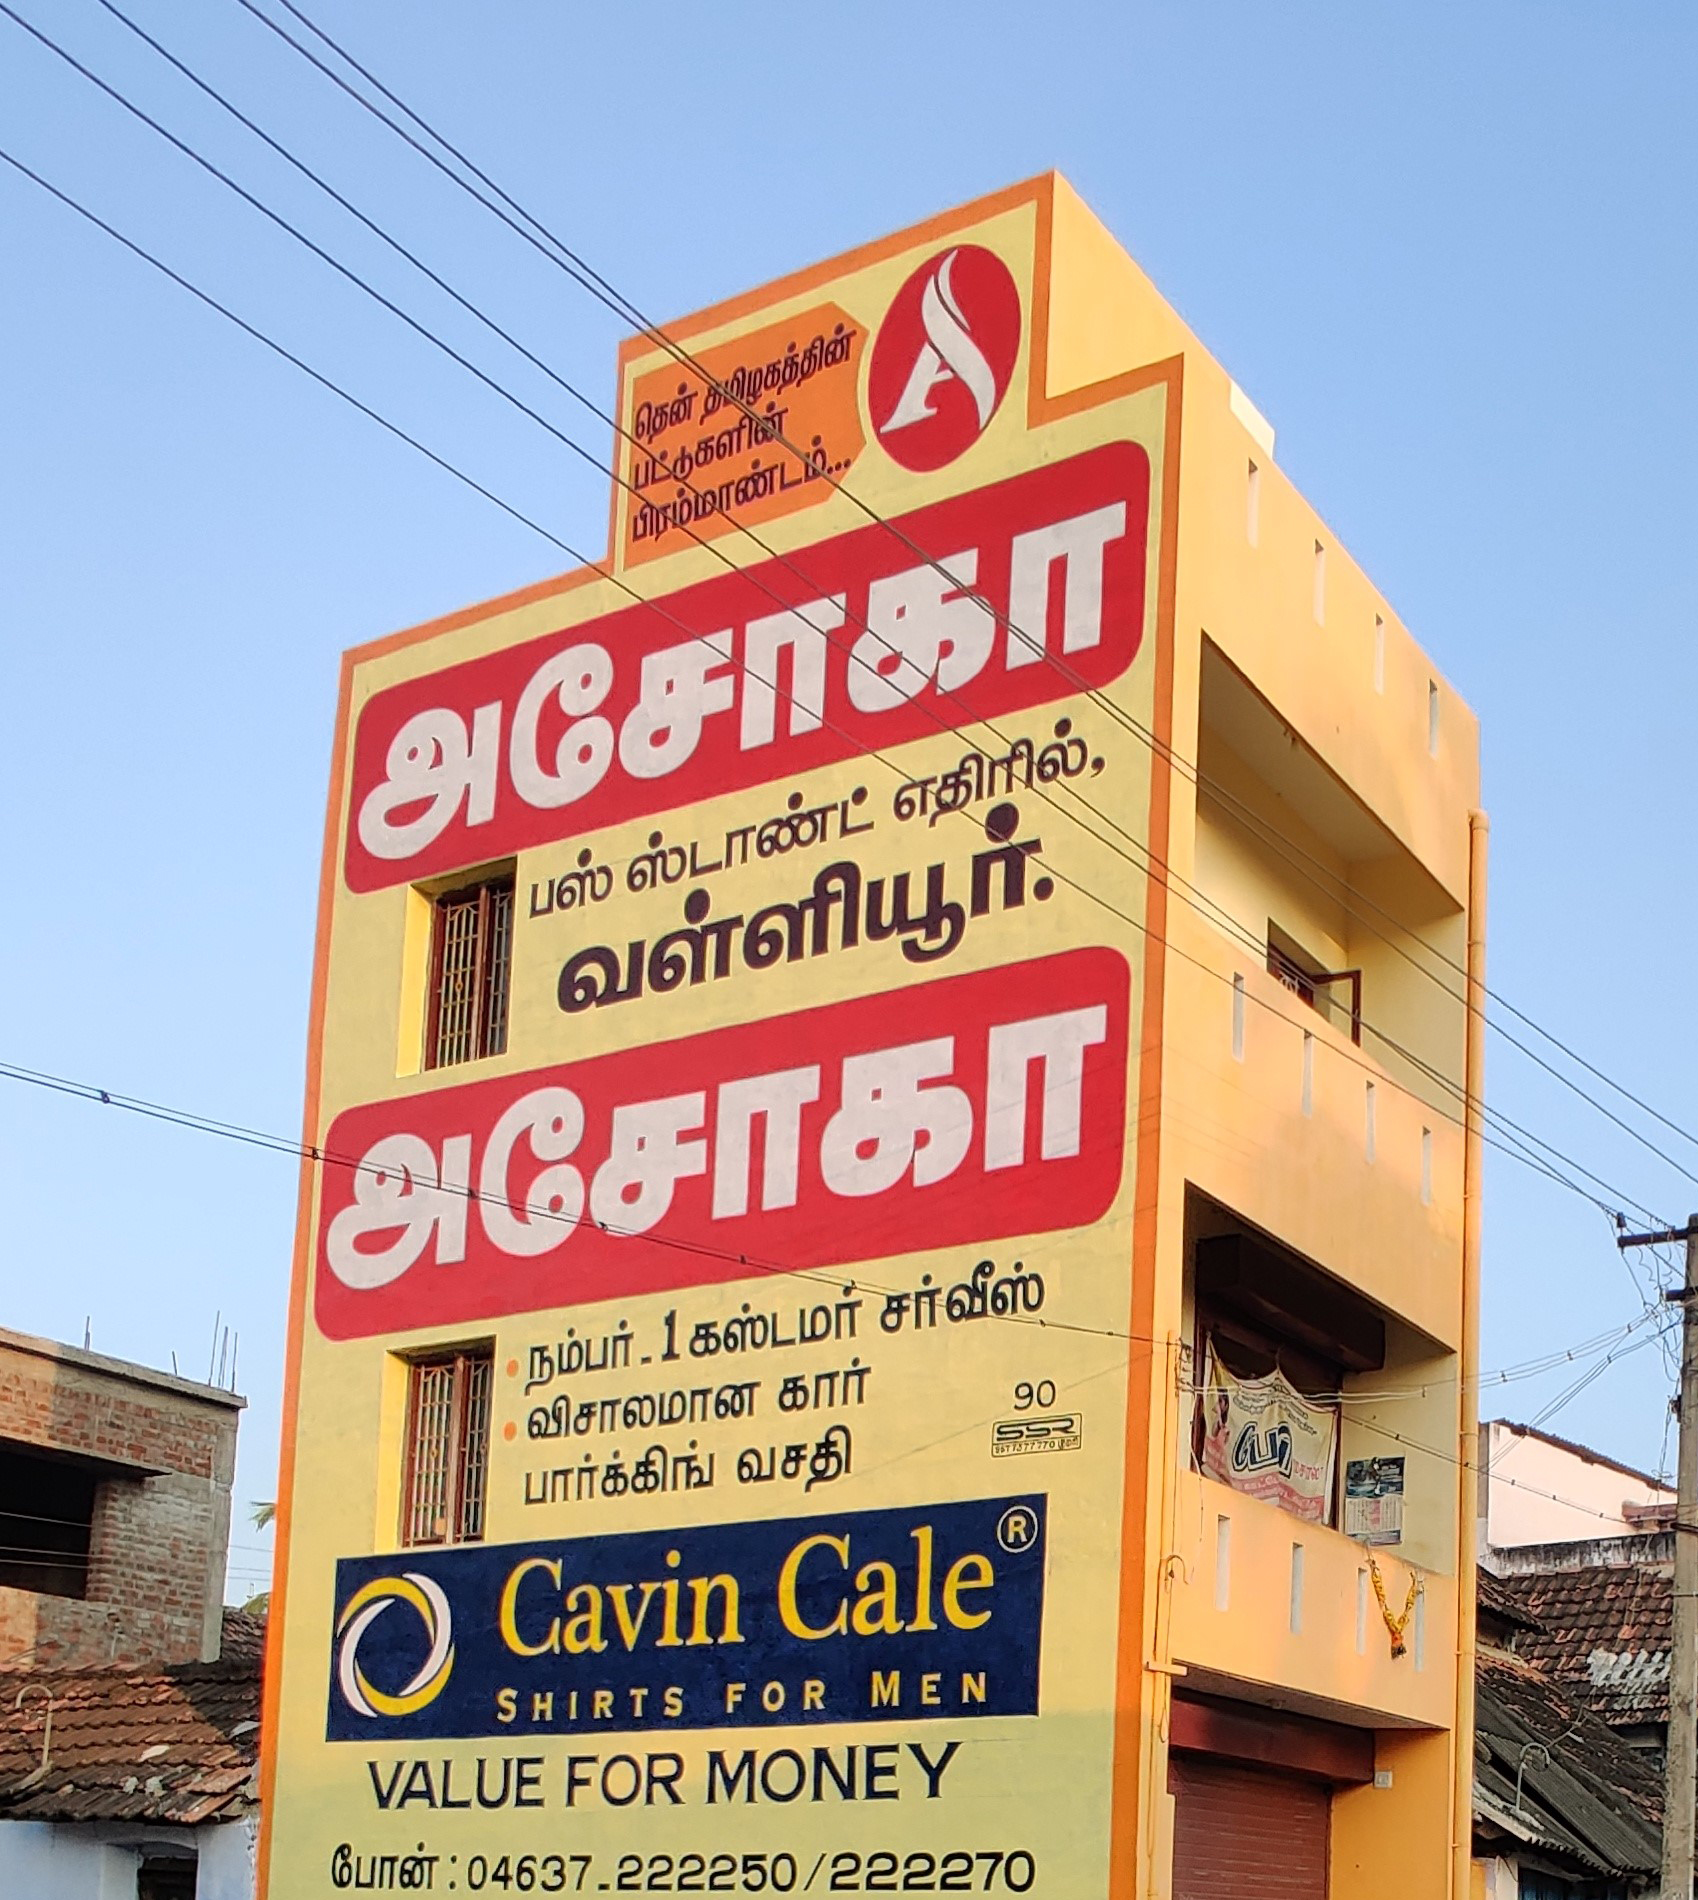 தென் தமிழகத்தின்
பட்டுகளின்
பிரம்மாண்டம்...
A
அசோகா
பஸ் ஸ்டாண்ட் எதிரில்,
வள்ளியூர்.
அசோகா
• நம்பர்-1 கஸ்டமர் சர்வீஸ்
• விசாலமான கார்
பார்க்கிங் வசதி
90
SSR
Cavin Cale®
SHIRTS FOR MEN
VALUE FOR MONEY
போன் : 04637-222250/222270